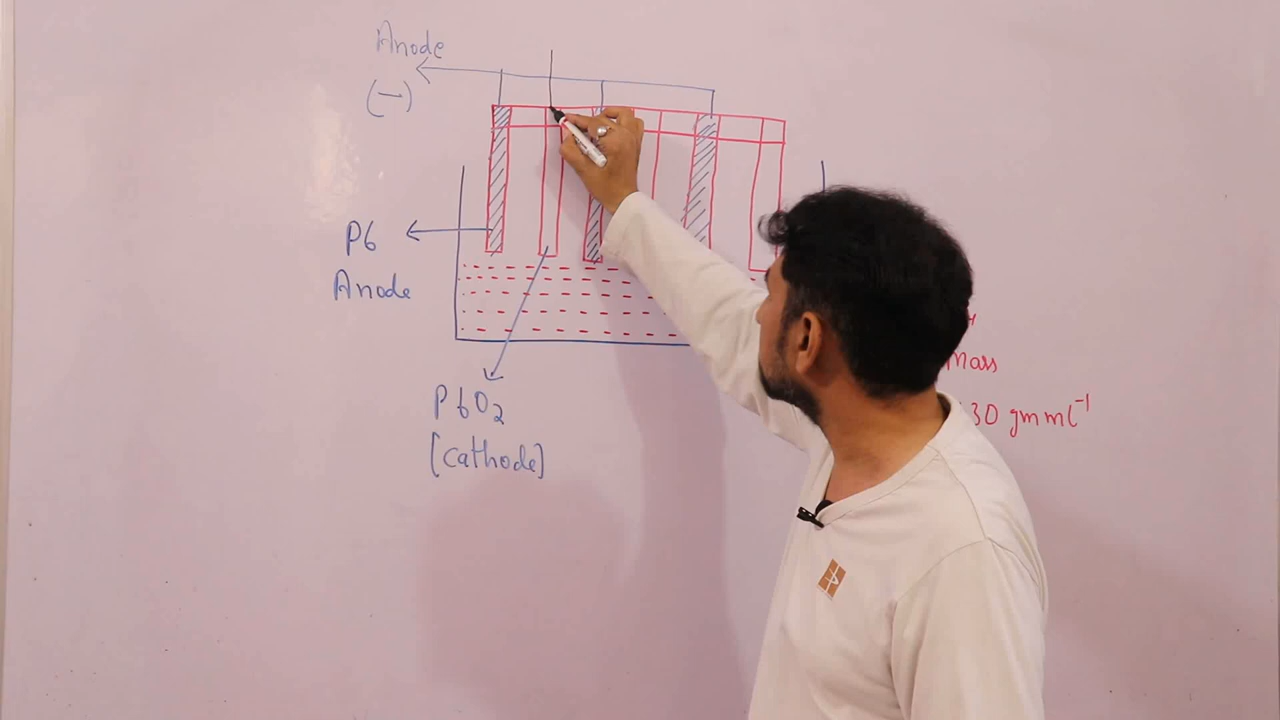 Anode
(-)
Pb
Anode
PbO2
[cathode]
mass
30 gm ml⁻¹